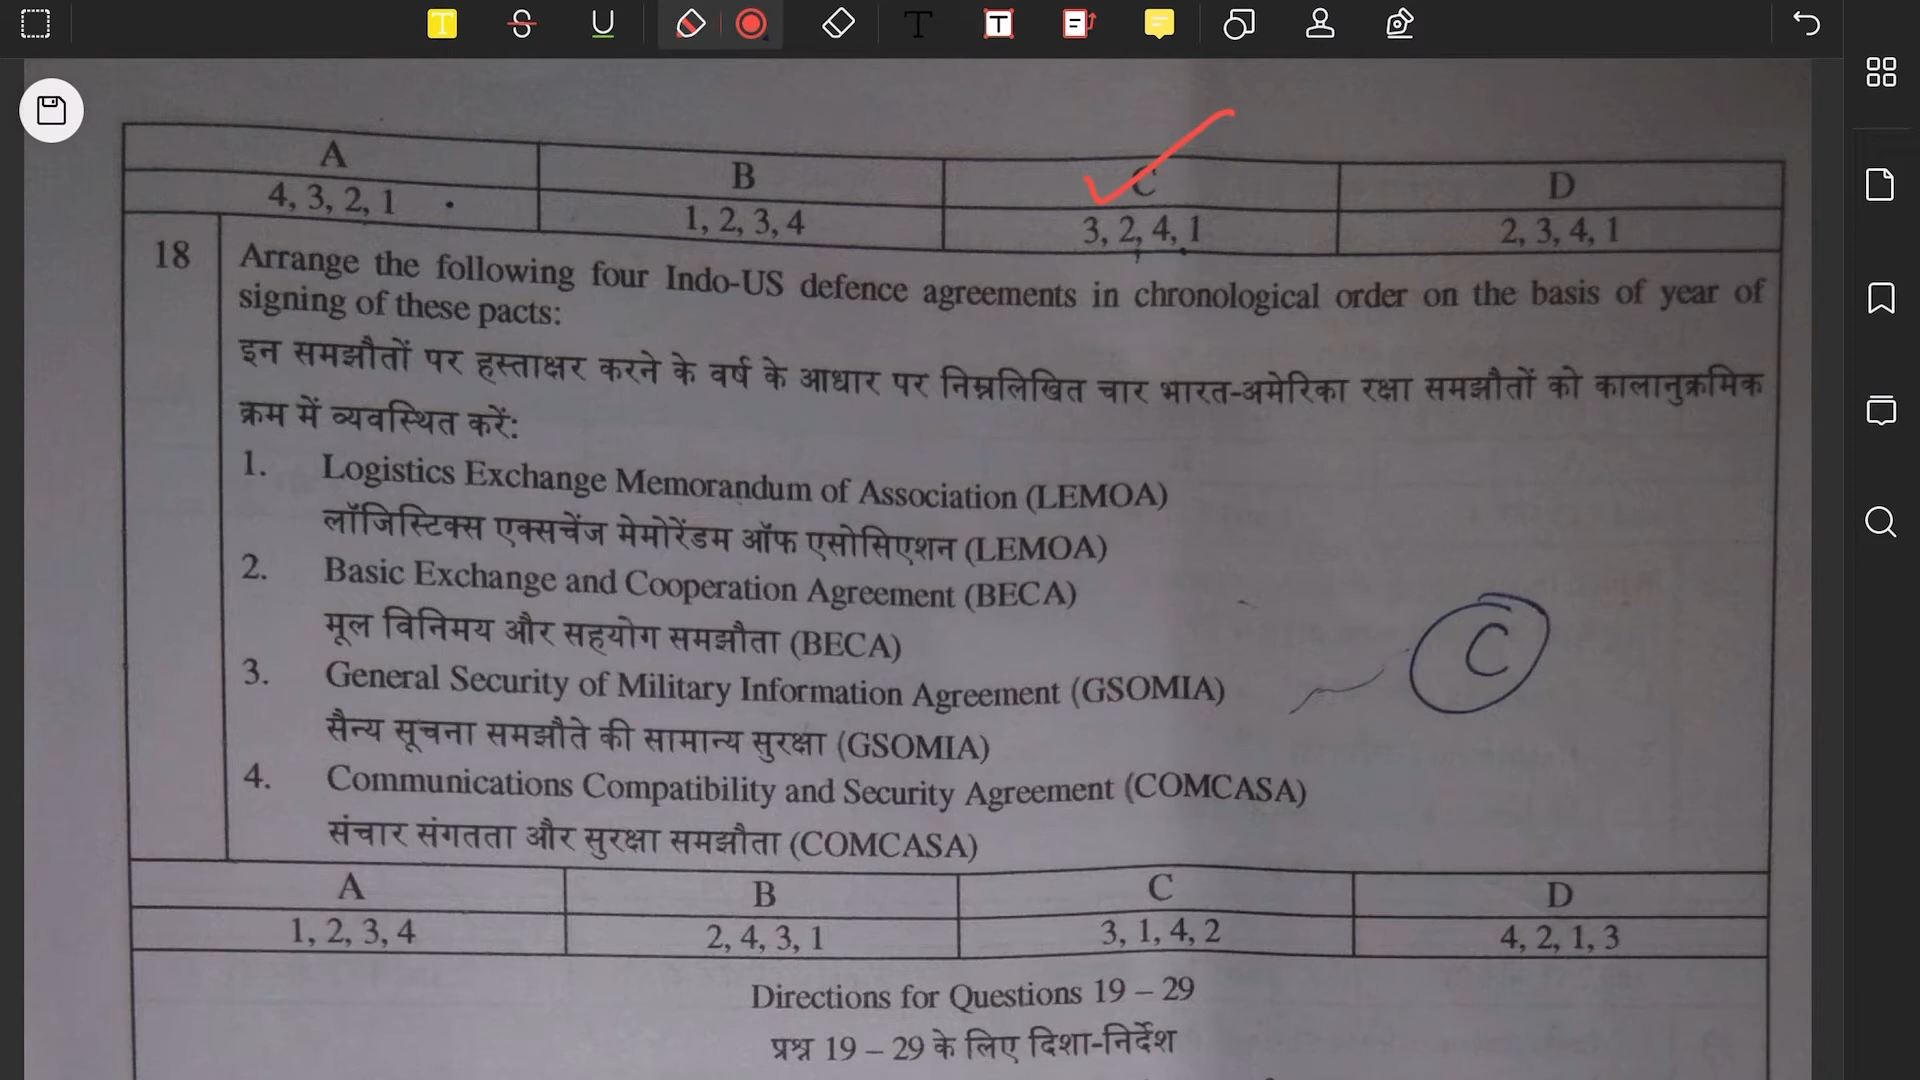 A B C D
4, 3, 2, 1 1, 2, 3, 4 3, 2, 4, 1 2, 3, 4, 1
18 Arrange the following four Indo-US defence agreements in chronological order on the basis of year of
signing of these pacts:
इन समझौतों पर हस्ताक्षर करने के वर्ष के आधार पर निम्नलिखित चार भारत-अमेरिका रक्षा समझौतों को कालानुक्रमिक
क्रम में व्यवस्थित करें:
1. Logistics Exchange Memorandum of Association (LEMOA)
लॉजिस्टिक्स एक्सचेंज मेमोरेंडम ऑफ एसोसिएशन (LEMOA)
2. Basic Exchange and Cooperation Agreement (BECA)
मूल विनिमय और सहयोग समझौता (BECA)
3. General Security of Military Information Agreement (GSOMIA)
सैन्य सूचना समझौते की सामान्य सुरक्षा (GSOMIA)
C
4. Communications Compatibility and Security Agreement (COMCASA)
संचार संगतता और सुरक्षा समझौता (COMCASA)
A B C D
1, 2, 3, 4 2, 4, 3, 1 3, 1, 4, 2 4, 2, 1, 3
Directions for Questions 19 – 29
प्रश्न 19 – 29 के लिए दिशा-निर्देश